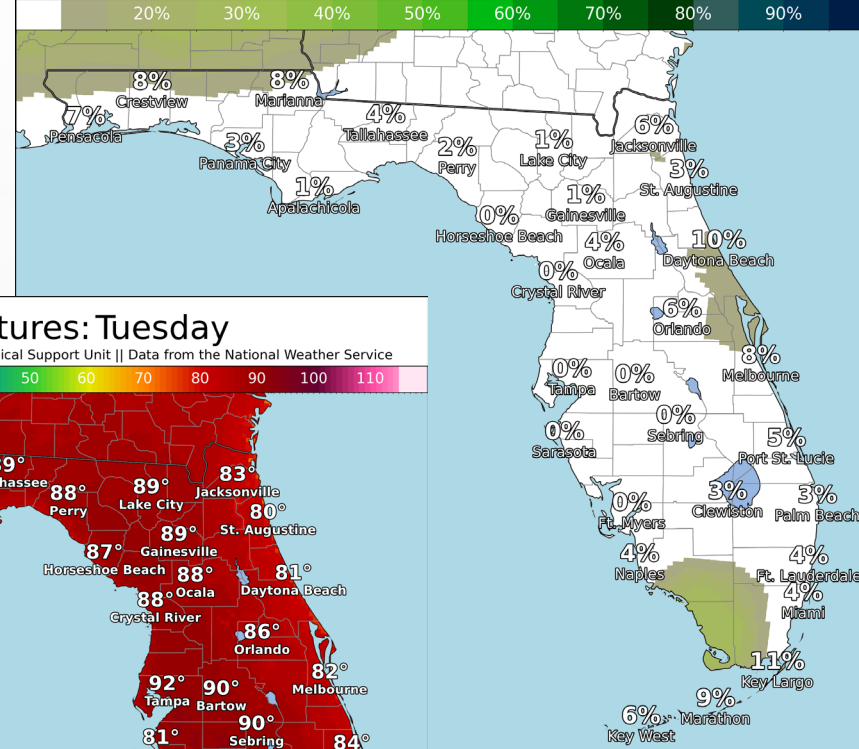 20% 30% 40% 50% 60% 70% 80% 90%
8%
Crestview
8%
Marianna
7%
Pensacola
4%
Tallahassee
3%
Panama City
2%
Perry
1%
Lake City
6%
Jacksonville
3%
St. Augustine
1%
Apalachicola
1%
Gainesville
0%
Horseshoe Beach
4%
Ocala
10%
Daytona Beach
0%
Crystal River
6%
Orlando
8%
Melbourne
0%
Tampa
0%
Bartow
0%
Sebring
0%
Sarasota
5%
Port St. Lucie
3%
Clewiston
3%
Palm Beach
0%
Ft. Myers
4%
Naples
4%
Ft. Lauderdale
4%
Miami
11%
Key Largo
9%
Marathon
6%
Key West
tures: Tuesday
ical Support Unit || Data from the National Weather Service
50 60 70 80 90 100 110
39°
hassee
88°
Perry
89°
Lake City
83°
Jacksonville
80°
St. Augustine
89°
Gainesville
87°
Horseshoe Beach
88°
Ocala
81°
Daytona Beach
88°
Crystal River
86°
Orlando
82°
Melbourne
92°
Tampa
90°
Bartow
90°
Sebring
81°
84°